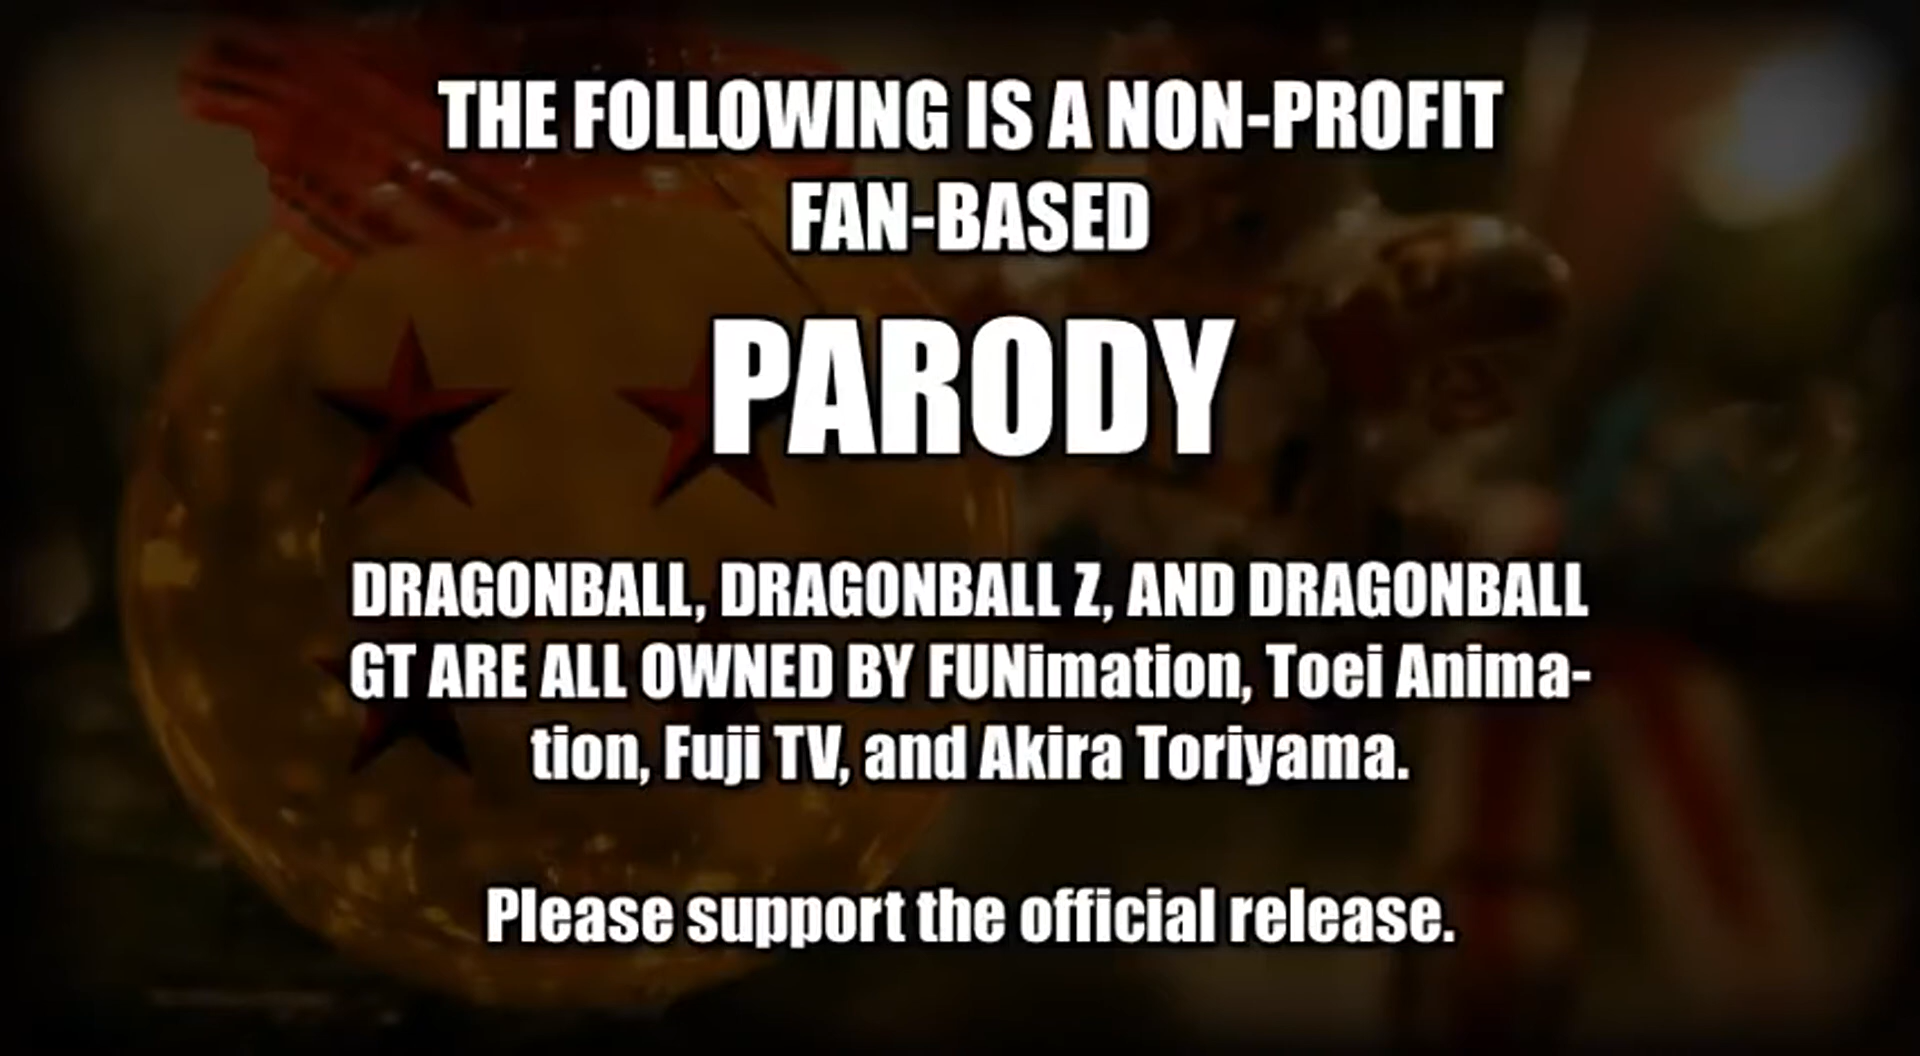 THE FOLLOWING IS A NON-PROFIT
FAN-BASED
PARODY
DRAGONBALL, DRAGONBALL Z, AND DRAGONBALL
GT ARE ALL OWNED BY FUNimation, Toei Anima-
tion, Fuji TV, and Akira Toriyama.
Please support the official release.